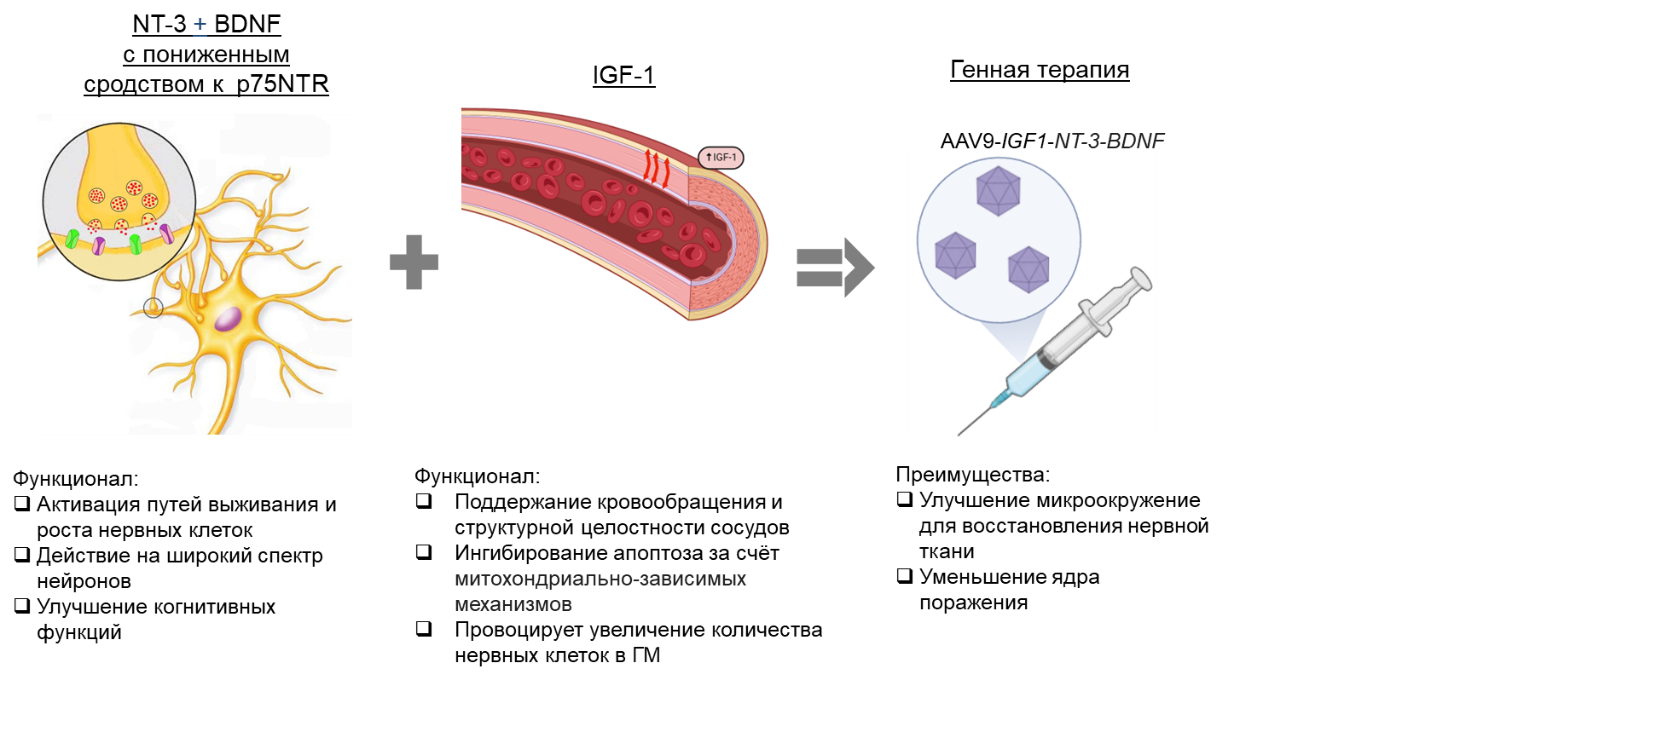 NT-3 + BDNF
с пониженным
сродством к p75NTR
IGF-1
Генная терапия
↑IGF-1
AAV9-IGF1-NT-3-BDNF
Функционал:
❑ Активация путей выживания и
роста нервных клеток
❑ Действие на широкий спектр
нейронов
❑ Улучшение когнитивных
функций
Функционал:
❑ Поддержание кровообращения и
структурной целостности сосудов
❑ Ингибирование апоптоза за счёт
митохондриально-зависимых
механизмов
❑ Провоцирует увеличение количества
нервных клеток в ГМ
Преимущества:
❑ Улучшение микроокружение
для восстановления нервной
ткани
❑ Уменьшение ядра
поражения